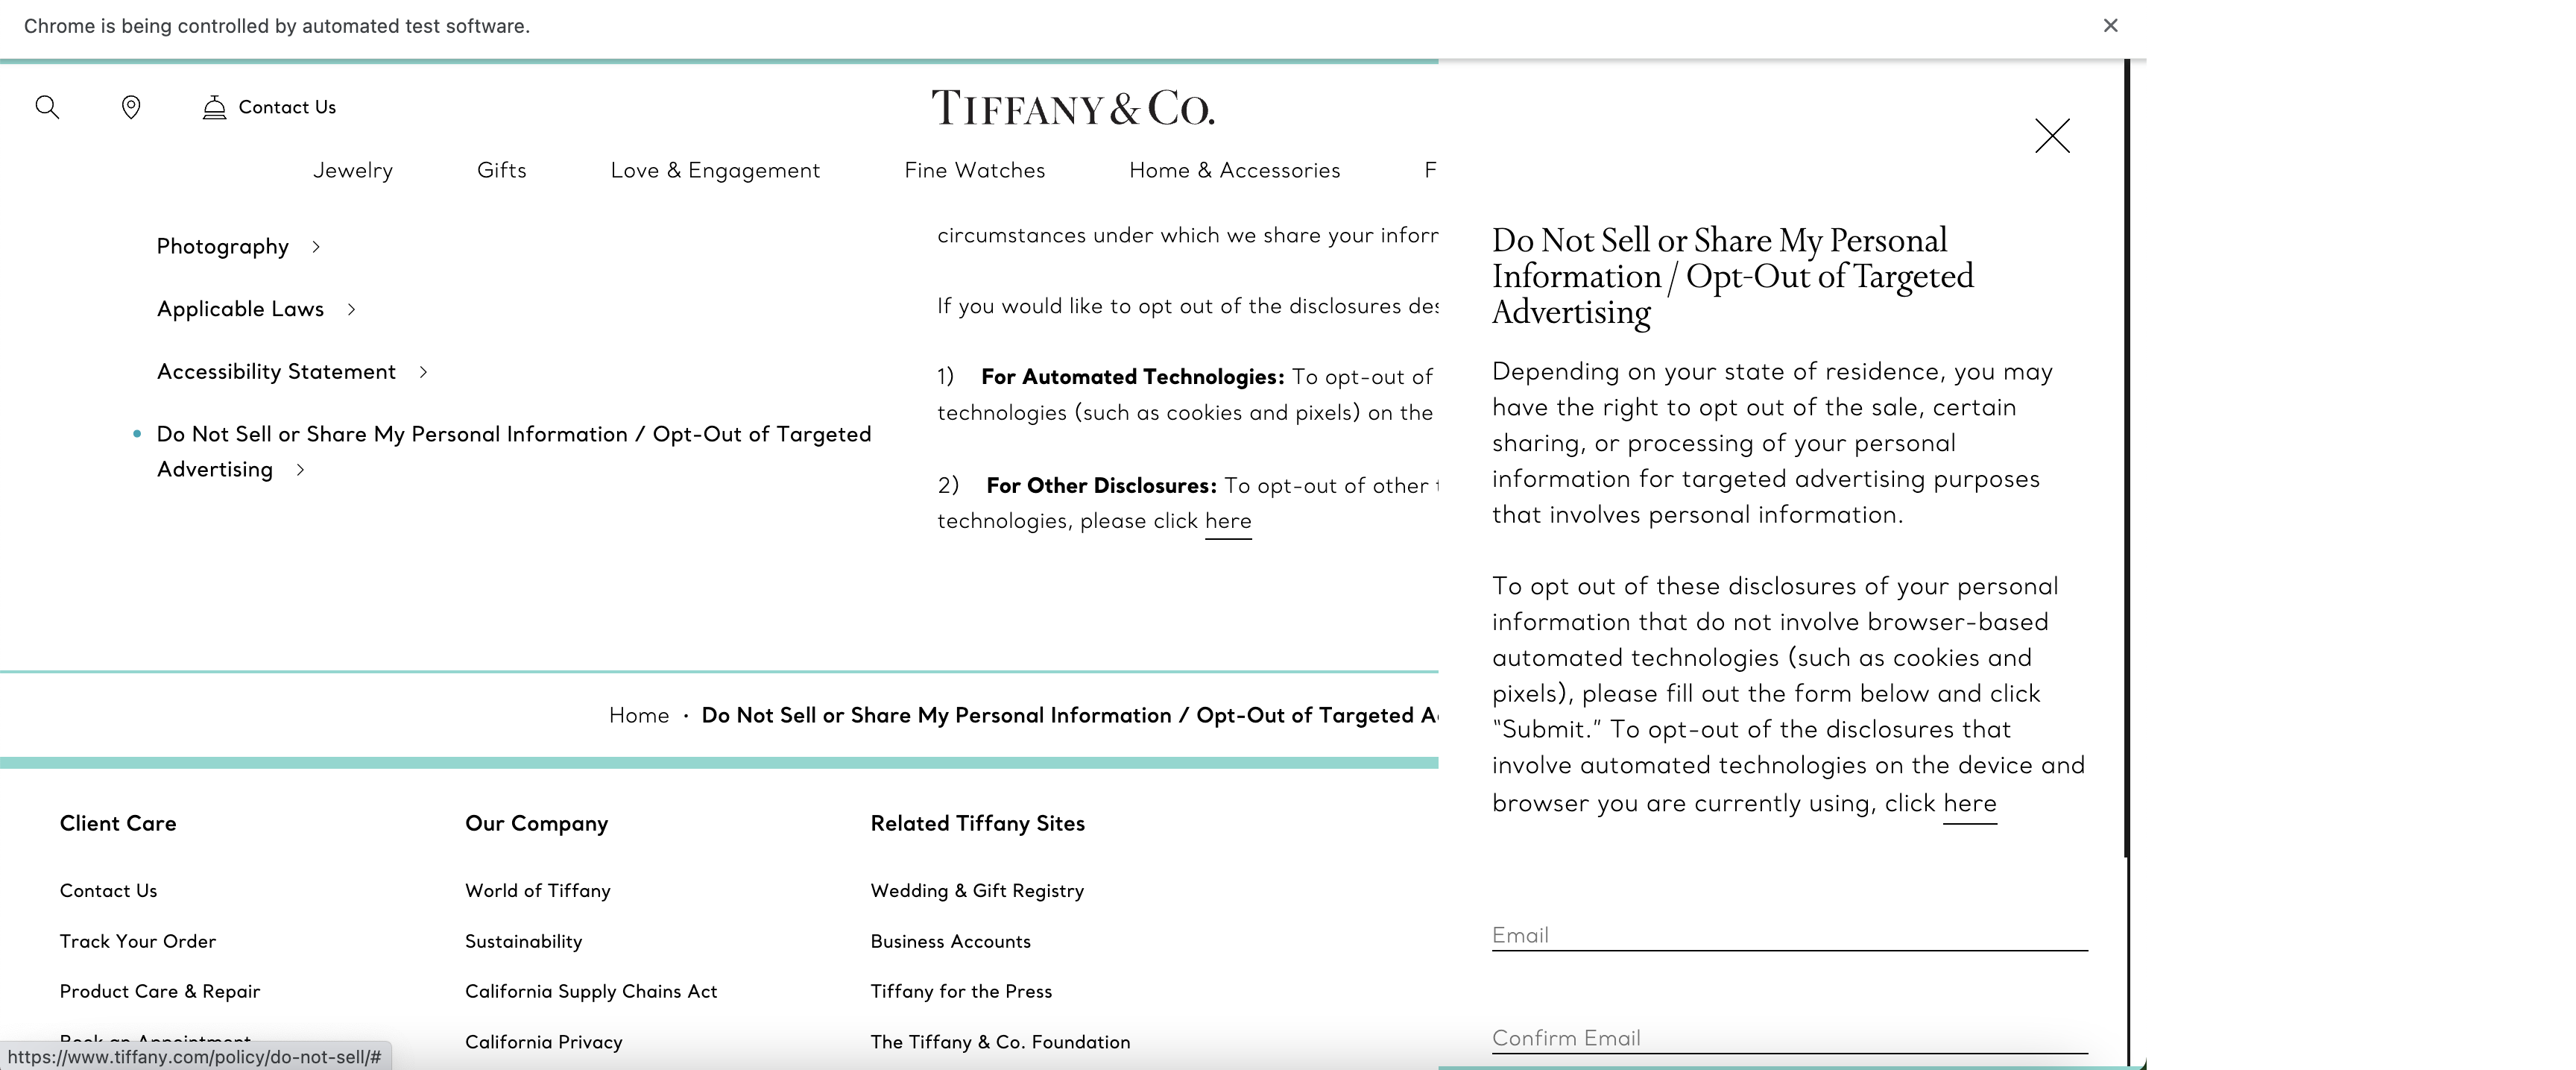 Chrome is being controlled by automated test software.
Contact Us
TIFFANY & CO.
Jewelry
Gifts
Love & Engagement
Fine Watches
Home & Accessories
F
Photography
Applicable Laws
Accessibility Statement
Do Not Sell or Share My Personal Information / Opt-Out of Targeted
Advertising
circumstances under which we share your
If you would like to opt out of the disclosures
1) For Automated Technologies: To opt-out of
technologies (such as cookies and pixels) on the
2) For Other Disclosures: To opt-out of other
technologies, please click here
Home • Do Not Sell or Share My Personal Information / Opt-Out of Targeted
Client Care
Contact Us
Track Your Order
Product Care & Repair
Book an Appointment
Our Company
World of Tiffany
Sustainability
California Supply Chains Act
California Privacy
Related Tiffany Sites
Wedding & Gift Registry
Business Accounts
Tiffany for the Press
The Tiffany & Co. Foundation
https://www.tiffany.com/policy/do-not-sell/#
Do Not Sell or Share My Personal
Information / Opt-Out of Targeted
Advertising
Depending on your state of residence, you may
have the right to opt out of the sale, certain
sharing, or processing of your personal
information for targeted advertising purposes
that involves personal information.
To opt out of these disclosures of your personal
information that do not involve browser-based
automated technologies (such as cookies and
pixels), please fill out the form below and click
“Submit.” To opt-out of the disclosures that
involve automated technologies on the device and
browser you are currently using, click here
Email
Confirm Email